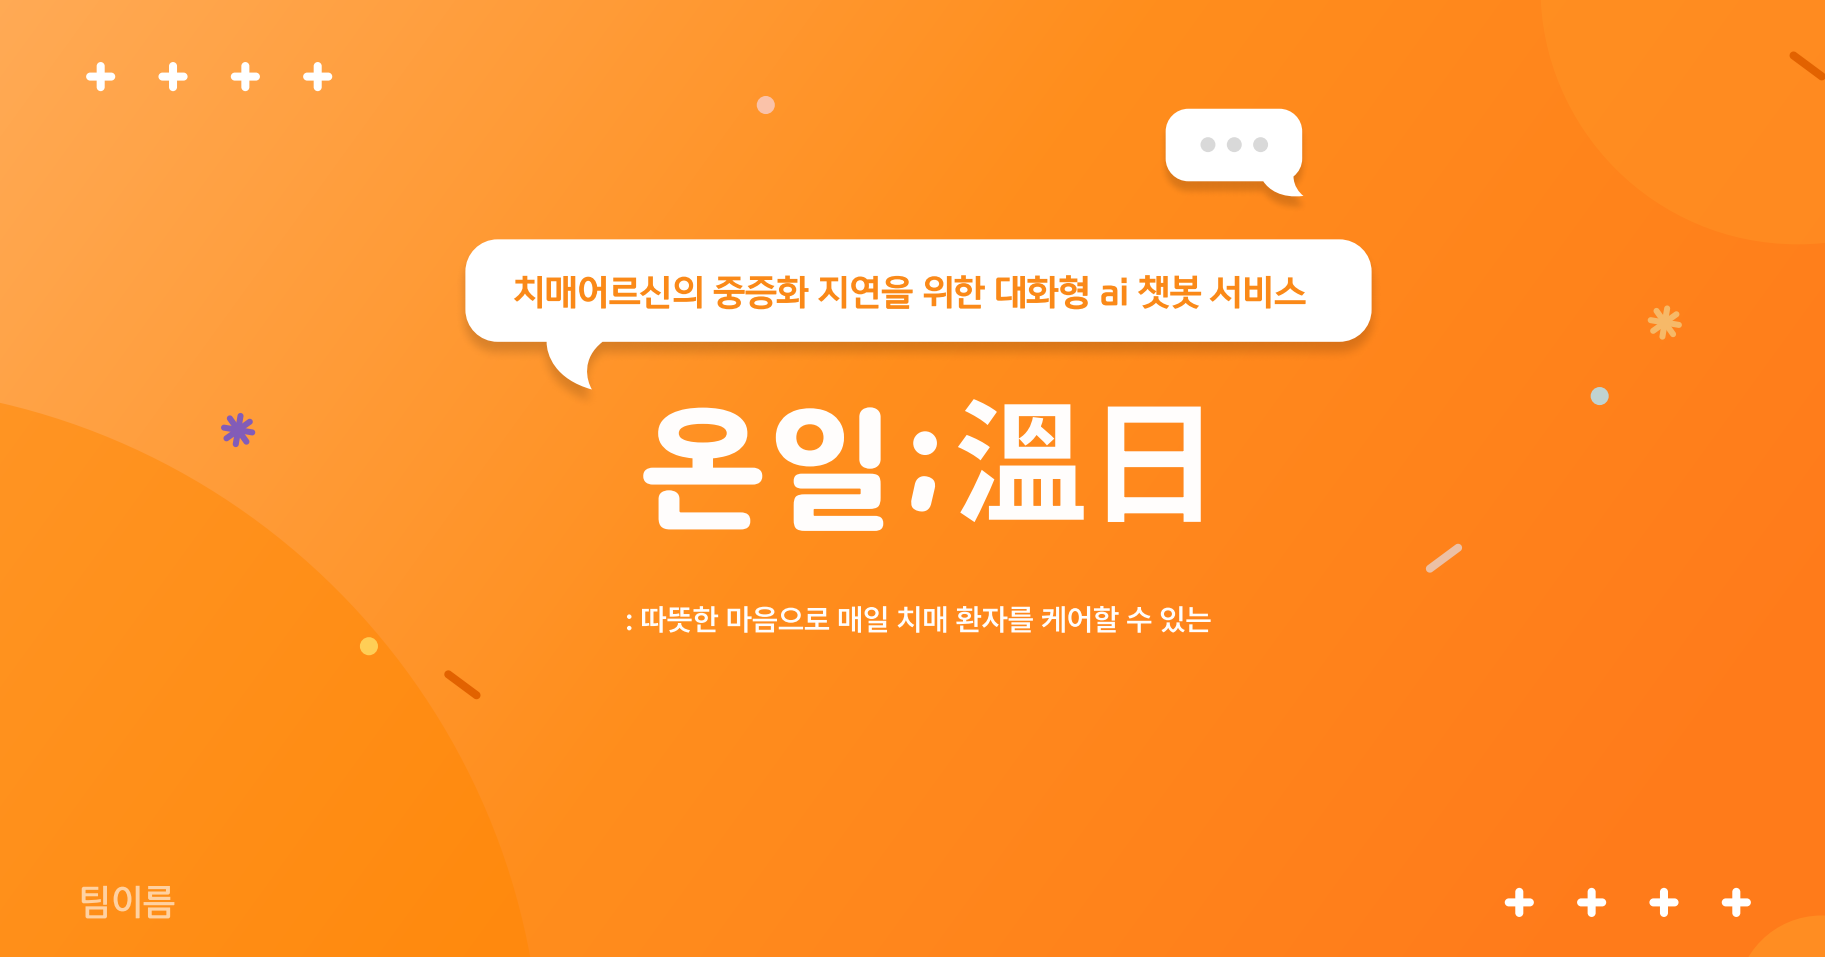 치매어르신의 중증화 지연을 위한 대화형 ai 챗봇 서비스
온일;溫日
: 따뜻한 마음으로 매일 치매 환자를 케어할 수 있는
팀이름